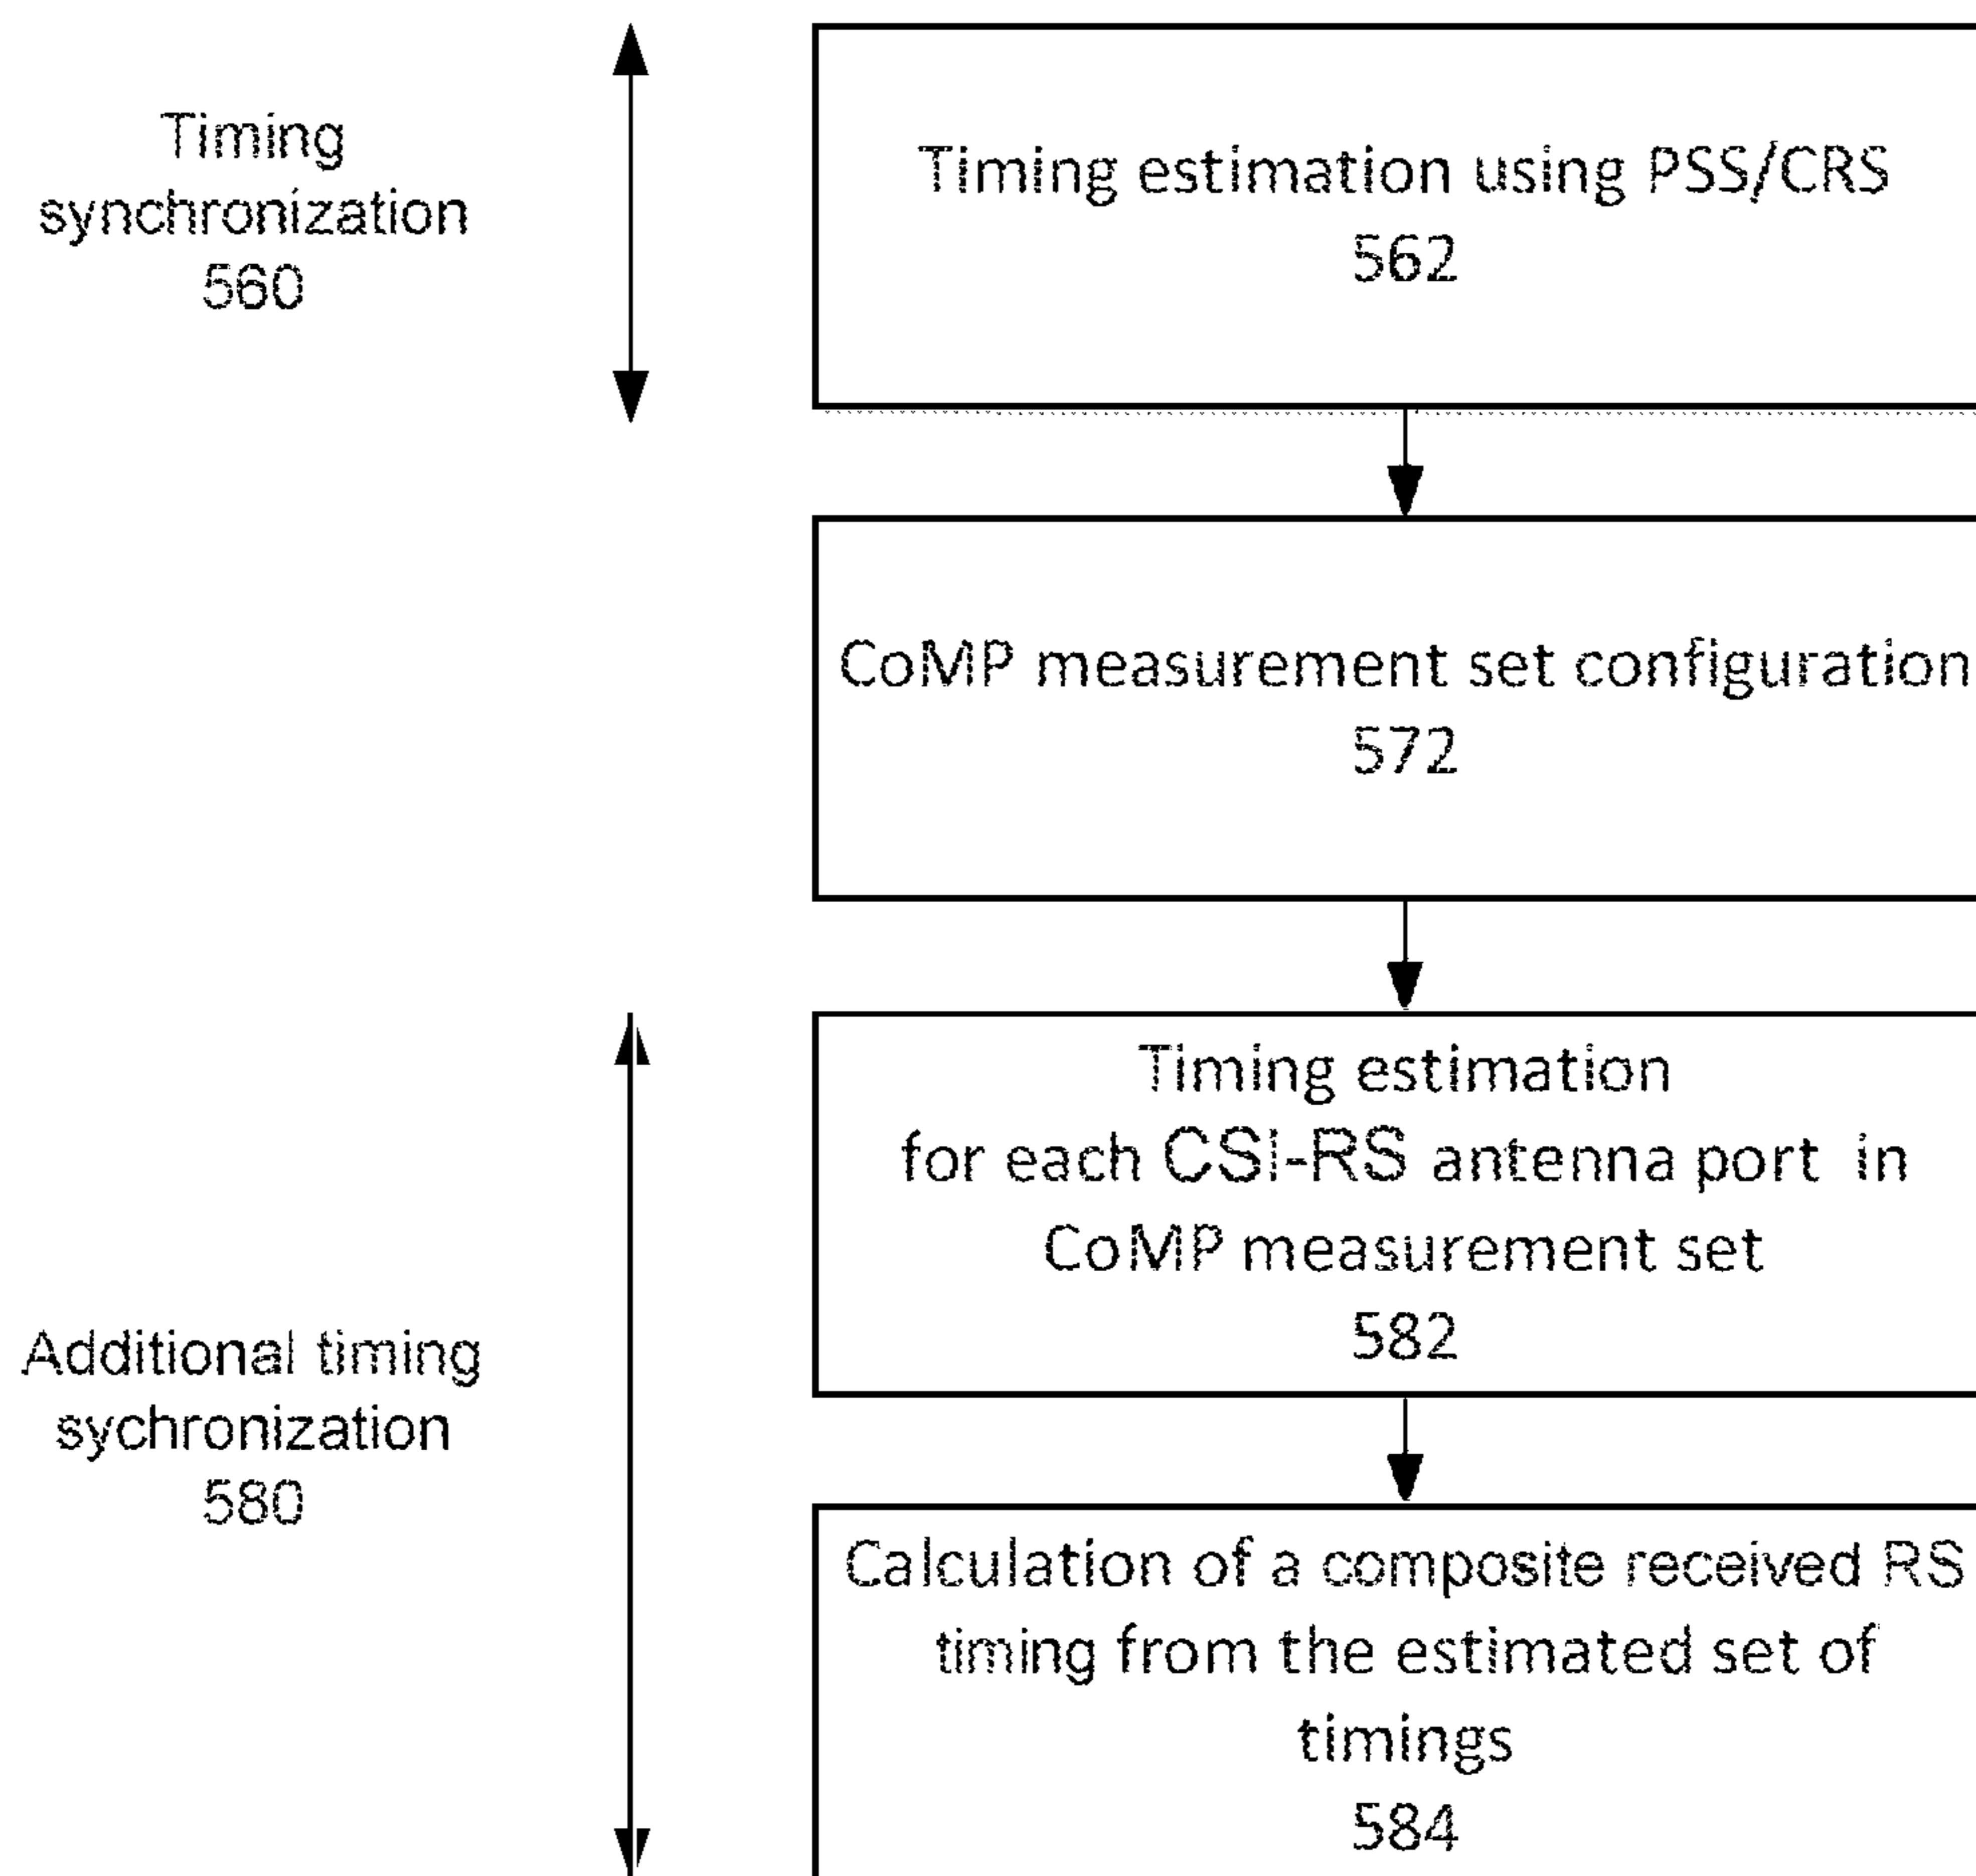 Timing
synchronization
560
Timing estimation using PSS/CRS
562
CoMP measurement set configuration
572
Timing estimation
for each CSI-RS antenna port in
CoMP measurement set
582
Additional timing
sychronization
580
Calculation of a composite received RS
timing from the estimated set of
timings
584